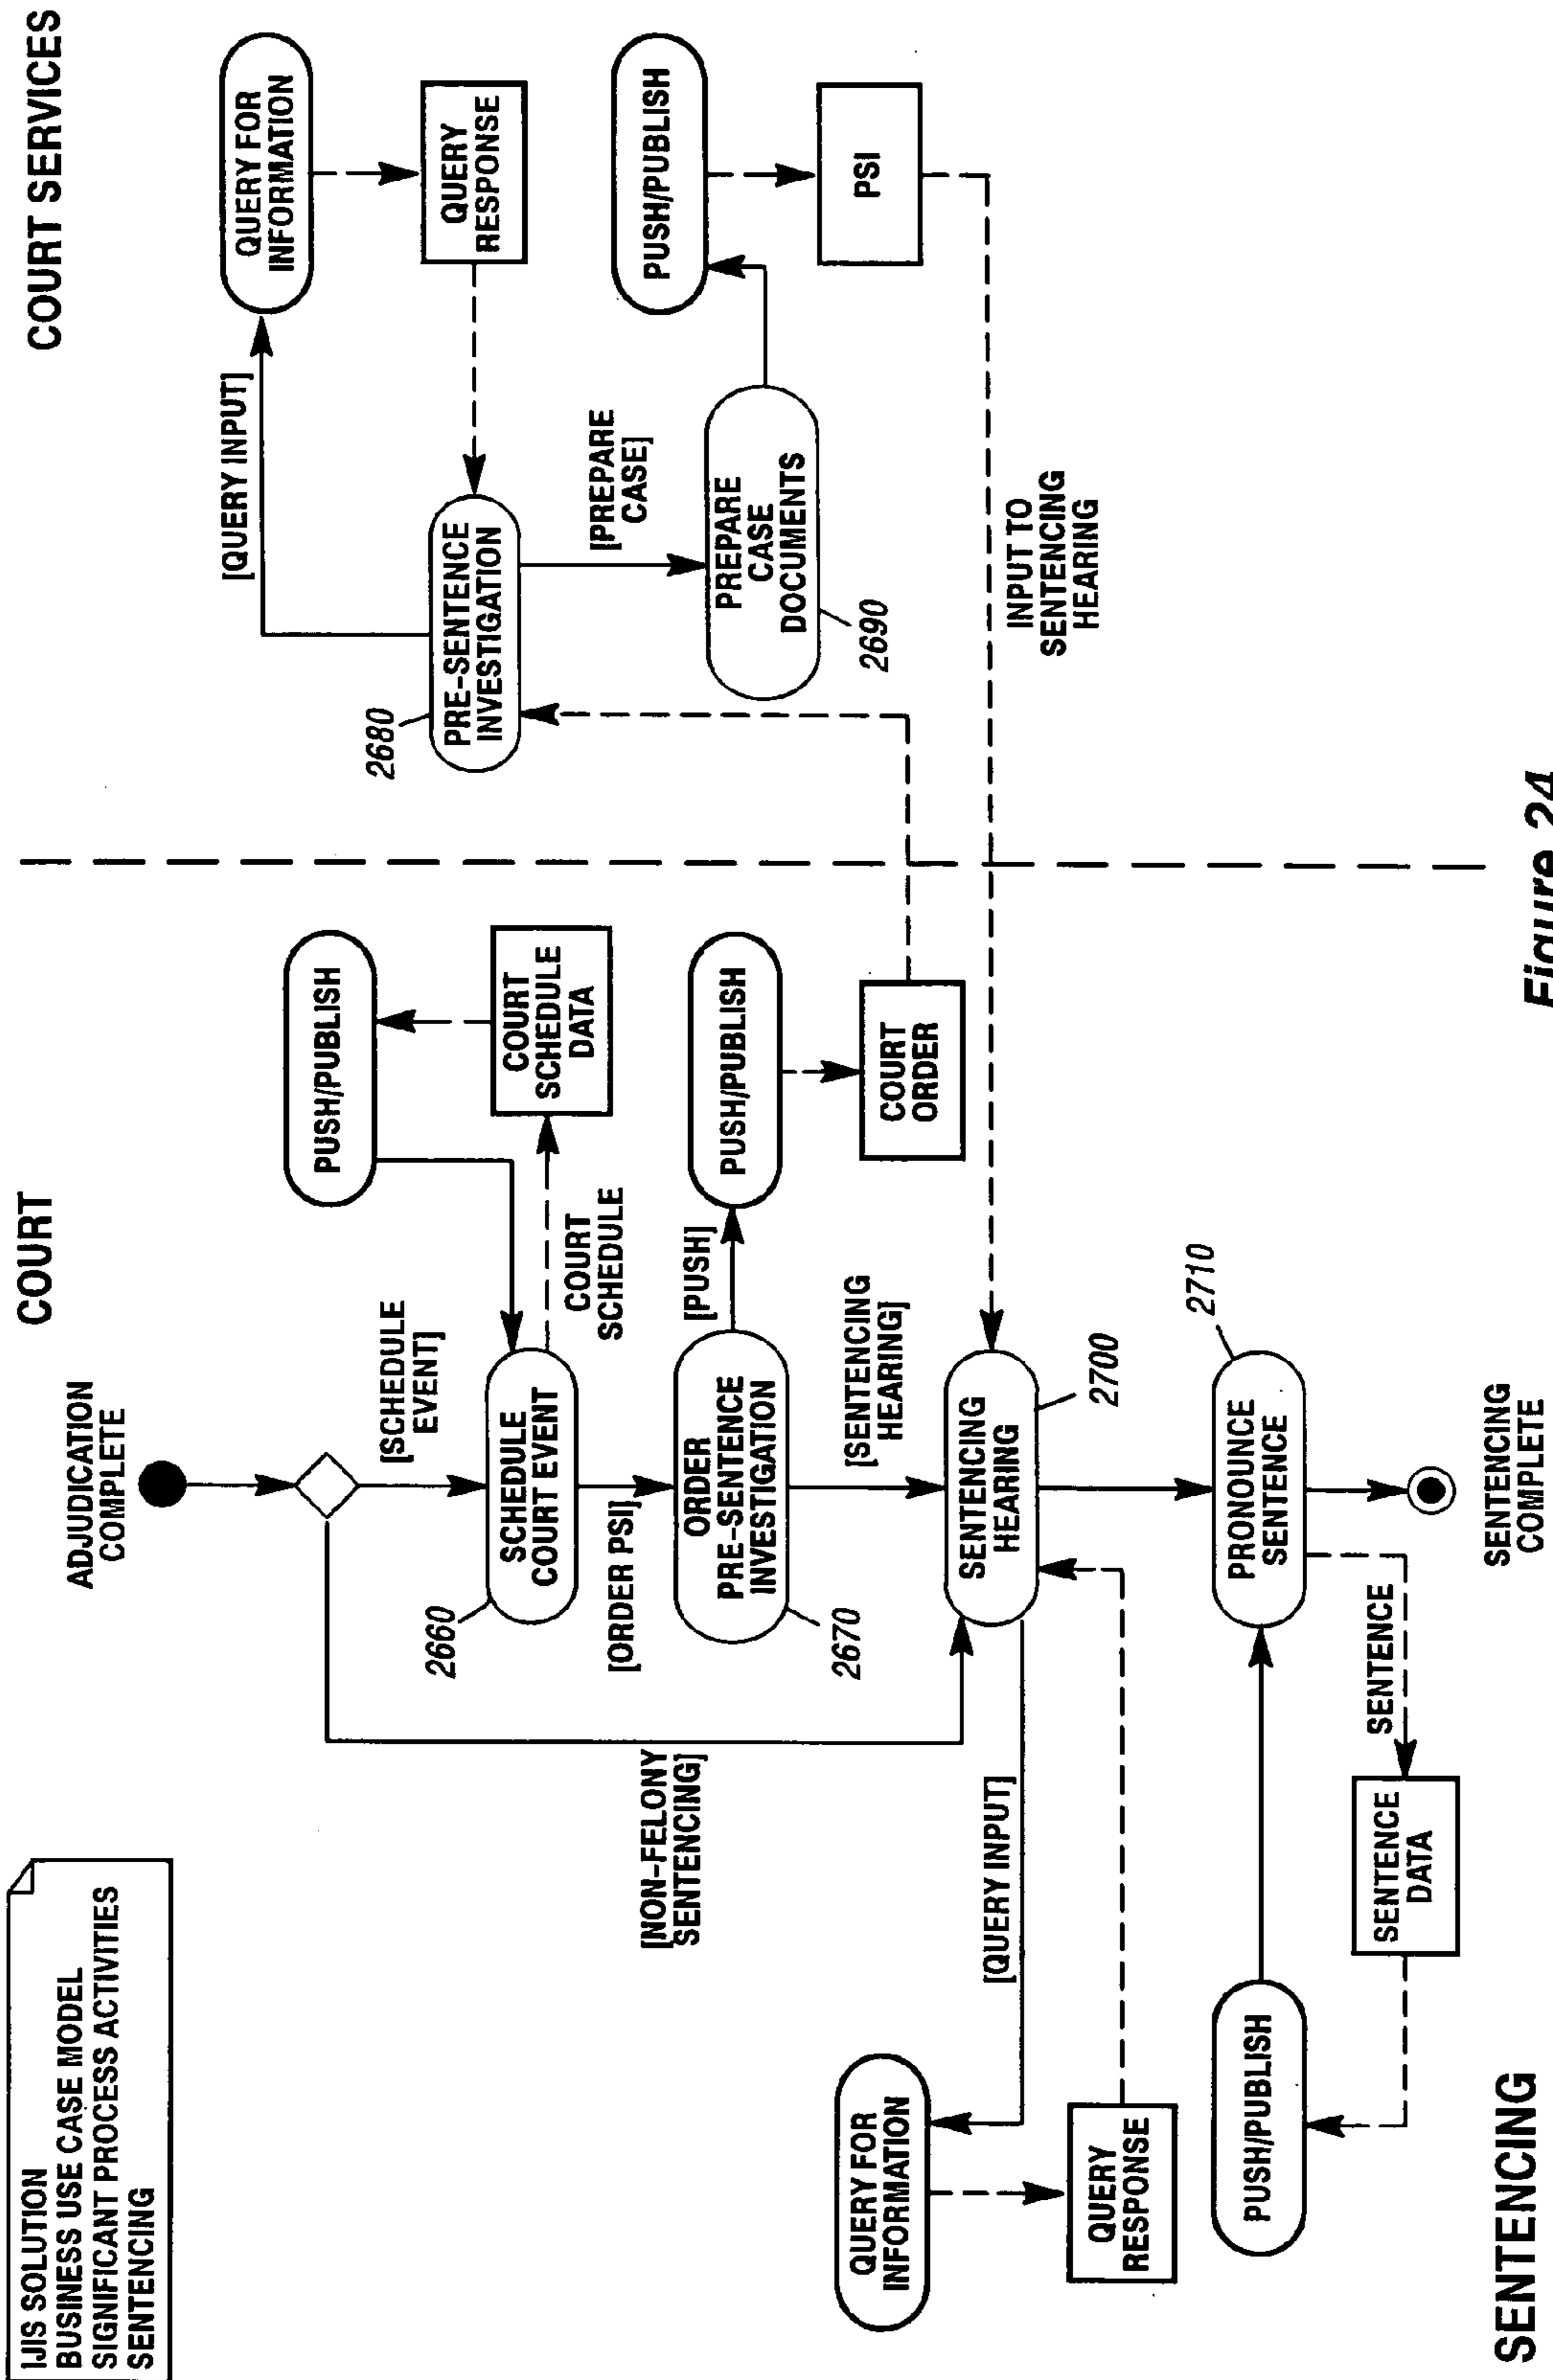 IJIS SOLUTION
BUSINESS USE CASE MODEL
SIGNIFICANT PROCESS ACTIVITIES
SENTENCING
COURT
COURT SERVICES
ADJUDICATION
COMPLETE
[SCHEDULE
EVENT]
PUSH/PUBLISH
COURT
SCHEDULE
DATA
COURT
SCHEDULE
SCHEDULE
COURT EVENT
2660
[ORDER PSI]
ORDER
PRE-SENTENCE
INVESTIGATION
2670
[PUSH]
PUSH/PUBLISH
COURT
ORDER
[NON-FELONY
SENTENCING]
[SENTENCING
HEARING]
SENTENCING
HEARING
2700
[QUERY INPUT]
QUERY FOR
INFORMATION
QUERY
RESPONSE
PRONOUNCE
SENTENCE
2710
SENTENCE
SENTENCE
DATA
PUSH/PUBLISH
SENTENCING
COMPLETE
[QUERY INPUT]
QUERY FOR
INFORMATION
QUERY
RESPONSE
2680
PRE-SENTENCE
INVESTIGATION
[PREPARE
CASE]
PREPARE
CASE
DOCUMENTS
2690
PUSH/PUBLISH
PSI
INPUT TO
SENTENCING
HEARING
SENTENCING
Figure 24